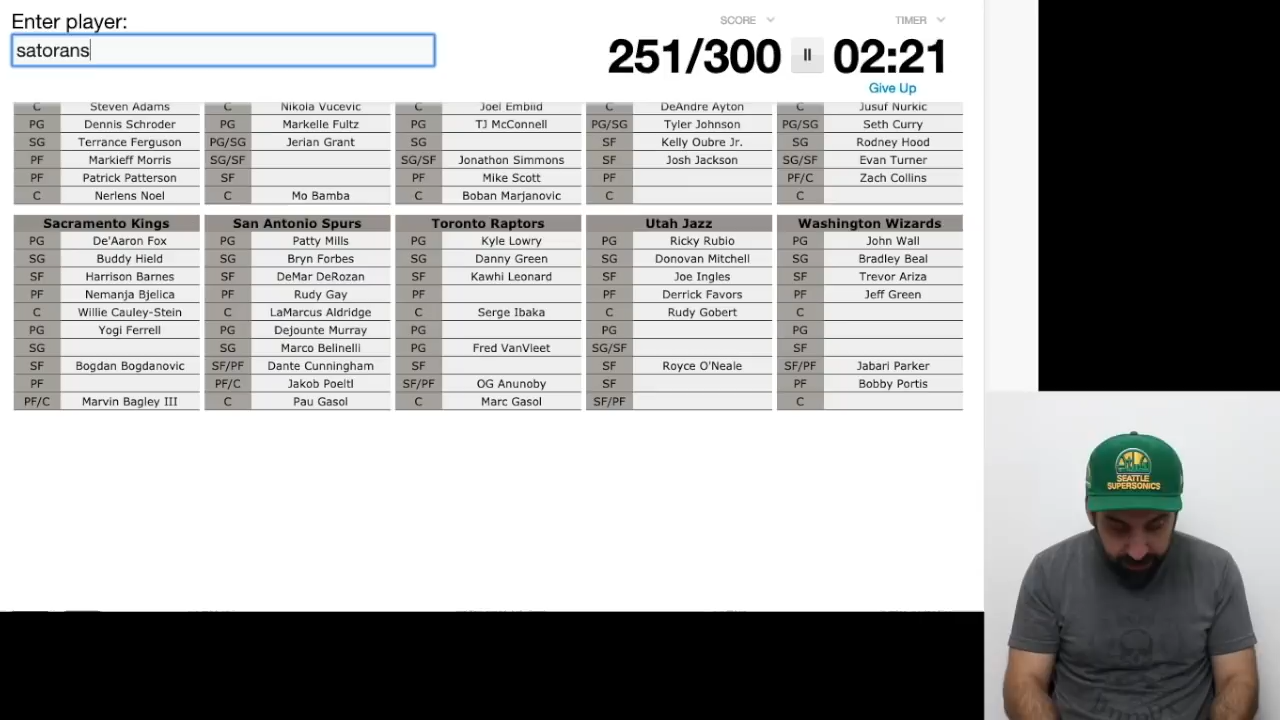 Enter player:
satorans
SCORE
TIMER
251/300
02:21
Give Up
C Steven Adams C Nikola Vucevic C Joel Embiid C DeAndre Ayton C Jusuf Nurkic
PG Dennis Schroder PG Markelle Fultz PG TJ McConnell PG/SG Tyler Johnson PG/SG Seth Curry
SG Terrance Ferguson PG/SG Jerian Grant SG SF Kelly Oubre Jr. SG Rodney Hood
PF Markieff Morris SG/SF SG/SF Jonathon Simmons SF Josh Jackson SG/SF Evan Turner
PF Patrick Patterson SF PF Mike Scott PF PF/C Zach Collins
C Nerlens Noel C Mo Bamba C Boban Marjanovic C C
Sacramento Kings San Antonio Spurs Toronto Raptors Utah Jazz Washington Wizards
PG De'Aaron Fox PG Patty Mills PG Kyle Lowry PG Ricky Rubio PG John Wall
SG Buddy Hield SG Bryn Forbes SG Danny Green SG Donovan Mitchell SG Bradley Beal
SF Harrison Barnes SF DeMar DeRozan SF Kawhi Leonard SF Joe Ingles SF Trevor Ariza
PF Nemanja Bjelica PF Rudy Gay PF PF Derrick Favors PF Jeff Green
C Willie Cauley-Stein C LaMarcus Aldridge C Serge Ibaka C Rudy Gobert C
PG Yogi Ferrell PG Dejounte Murray PG PG PG
SG SG Marco Belinelli PG Fred VanVleet SG/SF SF
SF Bogdan Bogdanovic SF/PF Dante Cunningham SF SF Royce O'Neale SF/PF Jabari Parker
PF PF/C Jakob Poeltl SF/PF OG Anunoby SF PF Bobby Portis
PF/C Marvin Bagley III C Pau Gasol C Marc Gasol SF/PF C
SEATTLE
SUPERSONICS